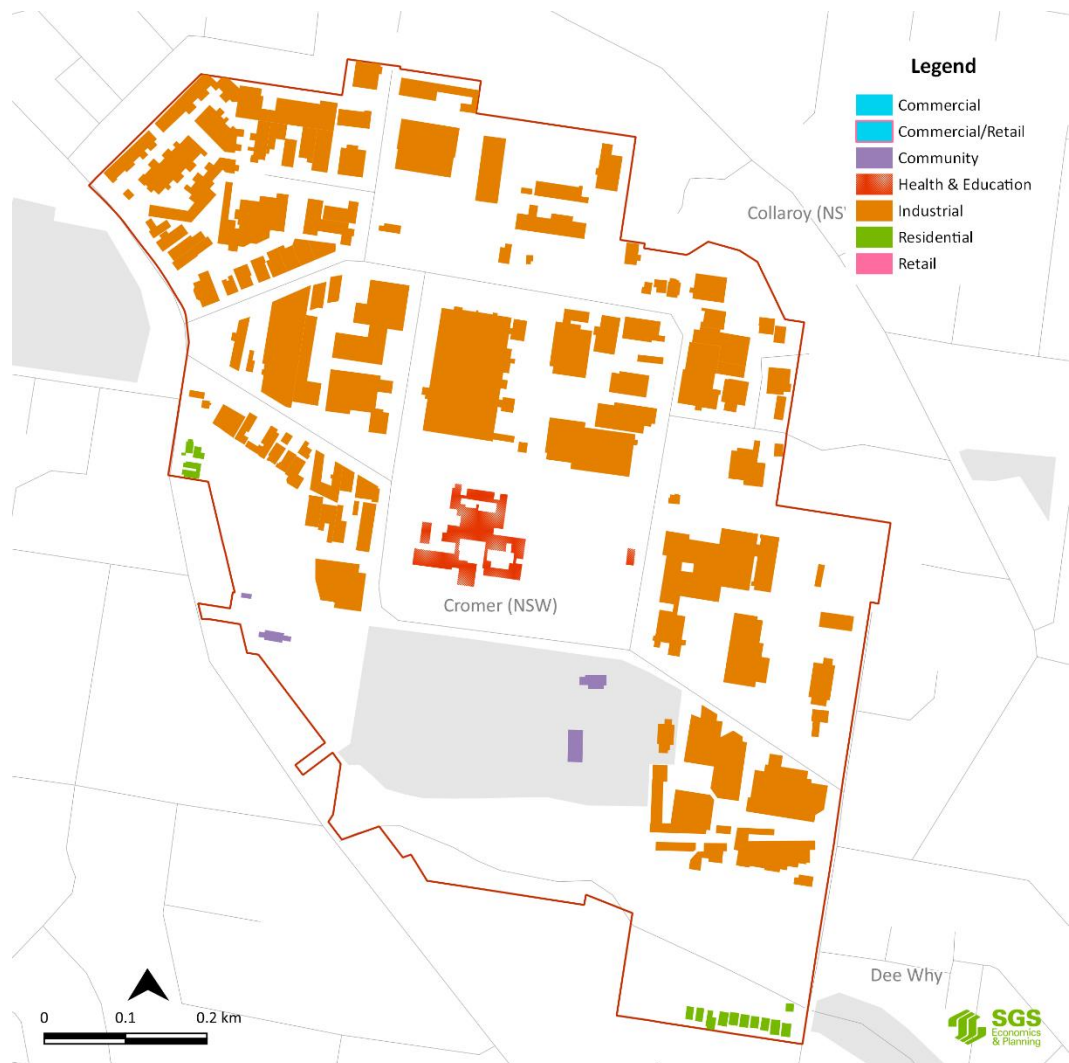 Legend
Commercial
Commercial/Retail
Community
Health & Education
Industrial
Residential
Retail
Collaroy (NS
Cromer (NSW)
Dee Why
0 0.1 0.2 km
SGS
Economics
& Planning